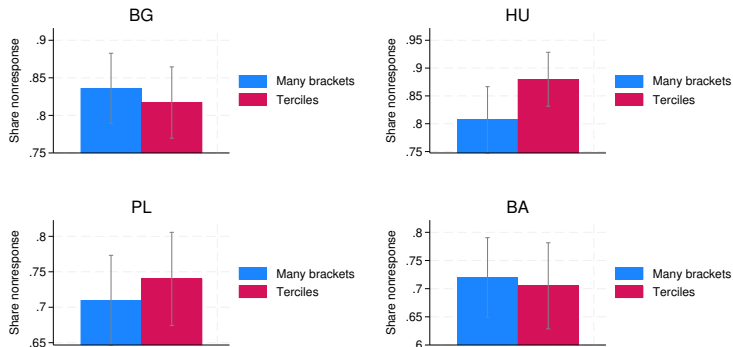 BG
Share nonresponse
.9
.85
.8
.75
Many brackets
Terciles
HU
Share nonresponse
.95
.9
.85
.8
.75
Many brackets
Terciles
PL
Share nonresponse
.8
.75
.7
.65
Many brackets
Terciles
BA
Share nonresponse
.8
.75
.7
.65
.6
Many brackets
Terciles